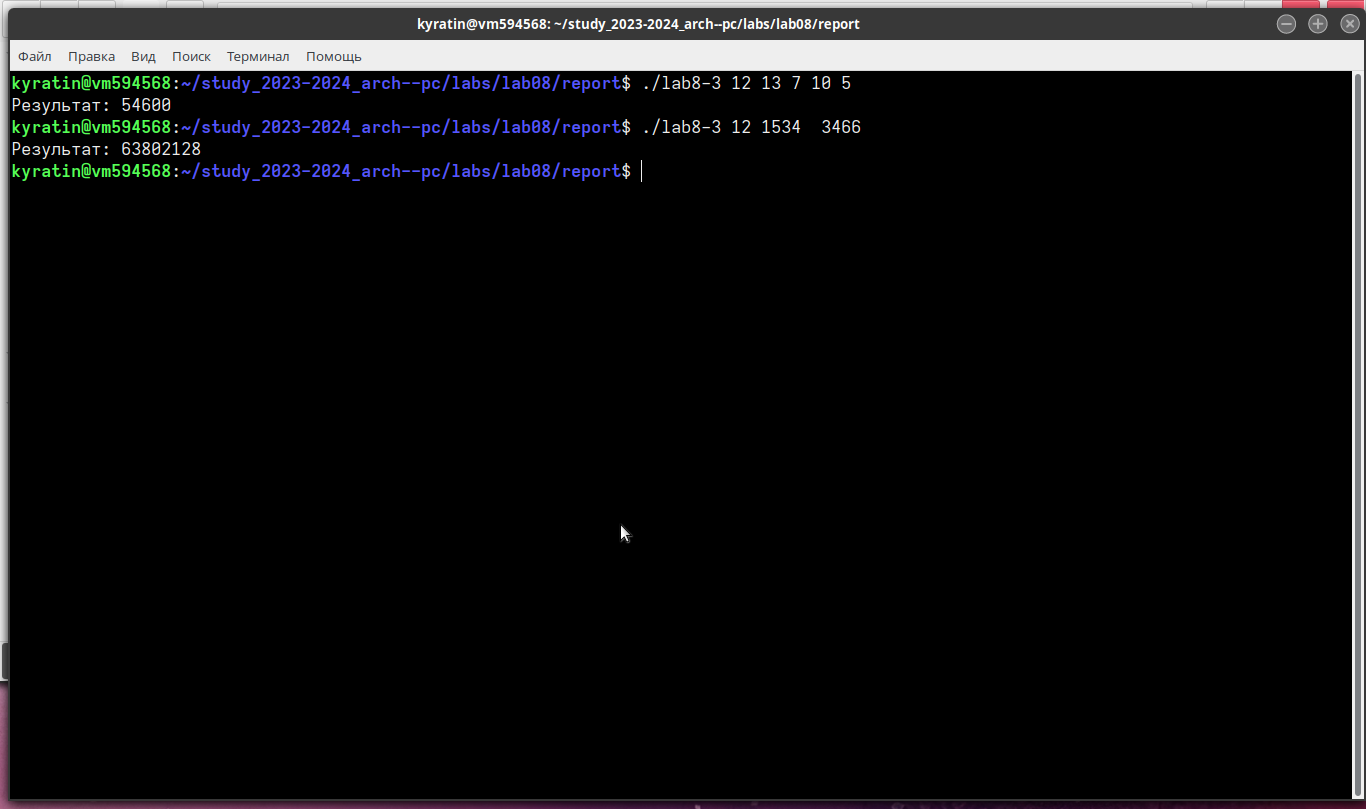 kyratin@vm594568: ~/study_2023-2024_arch--pc/labs/lab08/report
Файл Правка Вид Поиск Терминал Помощь
kyratin@vm594568:~/study_2023-2024_arch--pc/labs/lab08/report$ ./lab8-3 12 13 7 10 5
Результат: 54600
kyratin@vm594568:~/study_2023-2024_arch--pc/labs/lab08/report$ ./lab8-3 12 1534  3466
Результат: 63802128
kyratin@vm594568:~/study_2023-2024_arch--pc/labs/lab08/report$